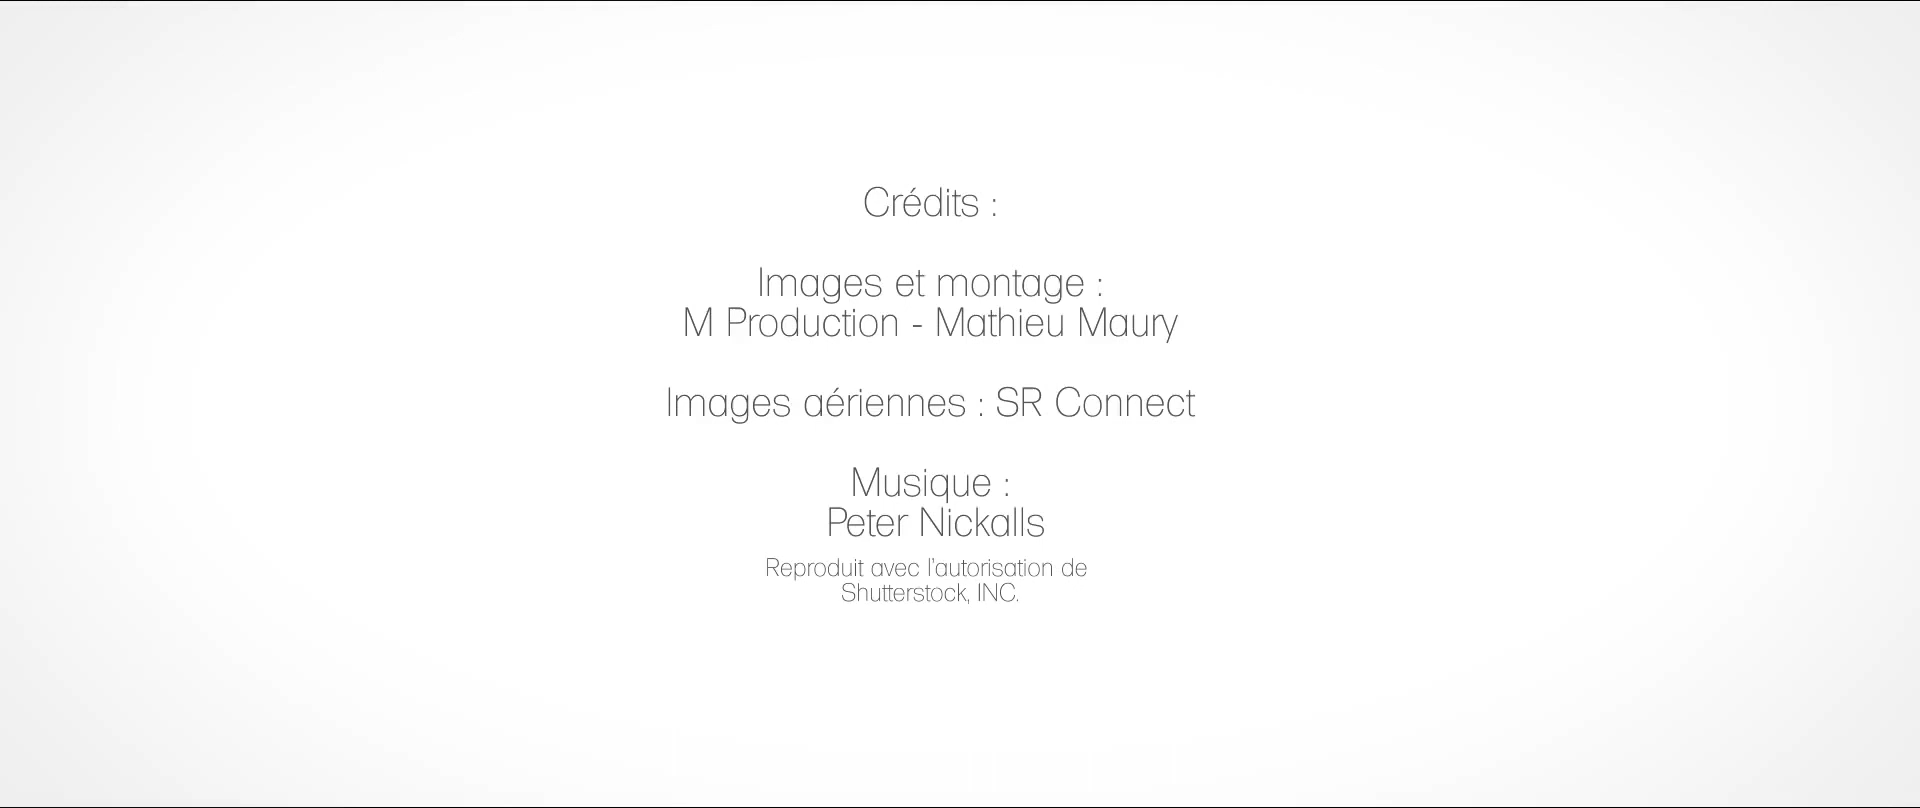 Crédits :
Images et montage :
M Production - Mathieu Maury
Images aériennes : SR Connect
Musique :
Peter Nickalls
Reproduit avec l'autorisation de
Shutterstock, INC.